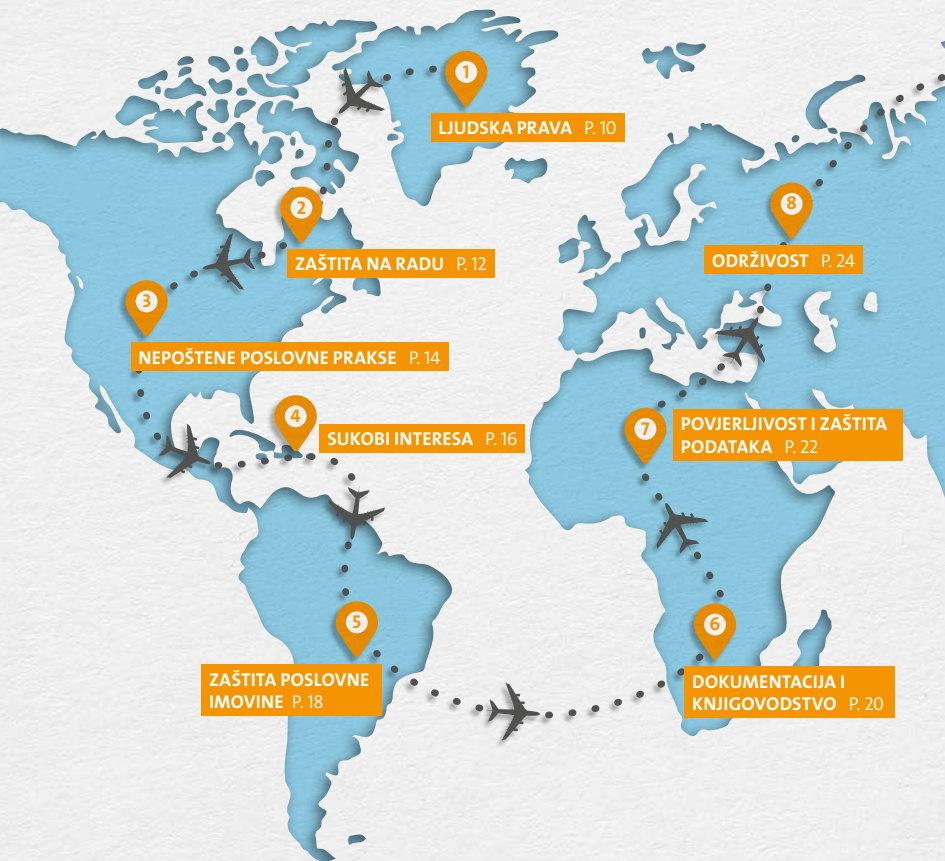 1
LJUDSKA PRAVA P. 10
2
ZAŠTITA NA RADU P. 12
3
NEPOŠTENE POSLOVNE PRAKSE P. 14
4
SUKOBI INTERESA P. 16
5
ZAŠTITA POSLOVNE
IMOVINE P. 18
6
DOKUMENTACIJA I
KNJIGOVODSTVO P. 20
7
POVJERLJIVOST I ZAŠTITA
PODATAKA P. 22
8
ODRŽIVOST P. 24